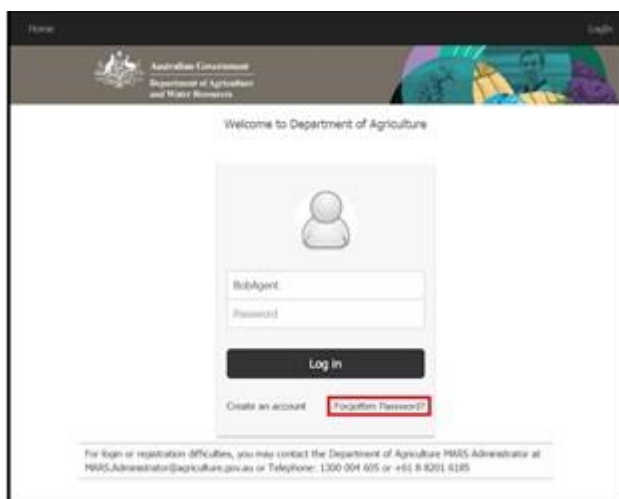 Home
Login
Australian Government
Department of Agriculture
and Water Resources
Welcome to Department of Agriculture
BobAgent
Password
Log in
Create an account
Forgotten Password?
For login or registration difficulties, you may contact the Department of Agriculture MARS Administrator at
MARS.Administrator@agriculture.gov.au or Telephone: 1300 004 605 or +61 8 8201 6185